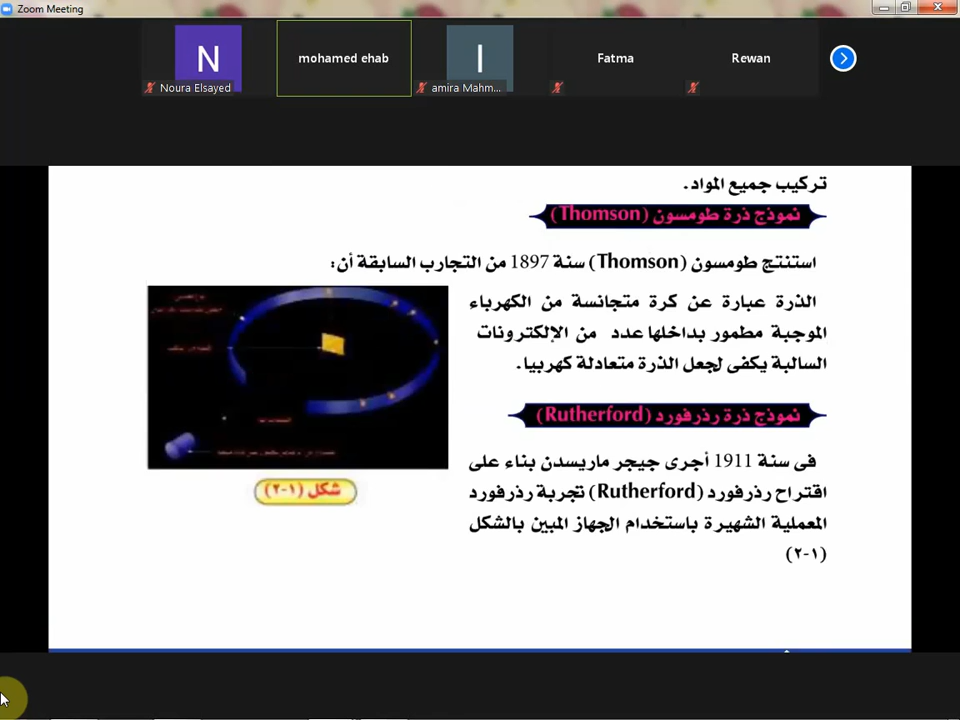 Zoom Meeting
N
Noura Elsayed
mohamed ehab
I
amira Mahm...
Fatma
Rewan
تركيب جميع المواد.
نموذج ذرة طومسون (Thomson)
استنتج طومسون (Thomson) سنة 1897 من التجارب السابقة أن:
الذرة عبارة عن كرة متجانسة من الكهرباء
الموجبة مطمور بداخلها عدد من الإلكترونات
السالبة يكفى لجعل الذرة متعادلة كهربيا.
نموذج ذرة رذرفورد (Rutherford)
فى سنة 1911 أجرى جيجر ماريسدن بناء على
اقتراح رذرفورد (Rutherford) تجربة رذرفورد
المعملية الشهيرة باستخدام الجهاز المبين بالشكل
(١-٢)
شكل (١-٢)